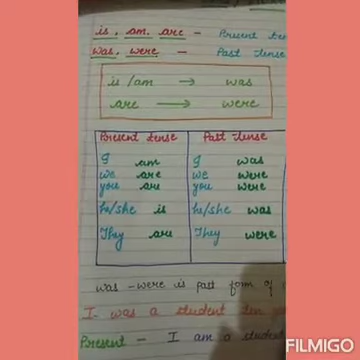 is, am, are - Present
was, were - Past tense
is/am → was
are → were
Present tense Past tense
I am I was
we are we were
you are you were
he/she is he/she was
They are They were
was - were is past form of
I - was a student ten
Present - I am a student
FILMIGO